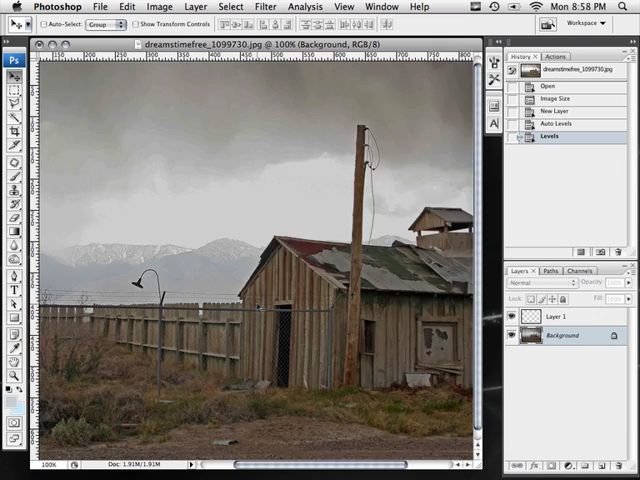 Photoshop File Edit Image Layer Select Filter Analysis View Window Help Mon 8:58 PM
Auto-Select: Group Show Transform Controls Workspace
dreamstimefree_1099730.jpg @ 100% (Background, RGB/8)
Ps
History Actions
dreamstimefree_1099730.jpg
Open
Image Size
New Layer
Auto Levels
Levels
Layers Paths Channels
Normal Opacity:
Lock: Fill:
Layer 1
Background
100% Doc: 1.91M/1.91M